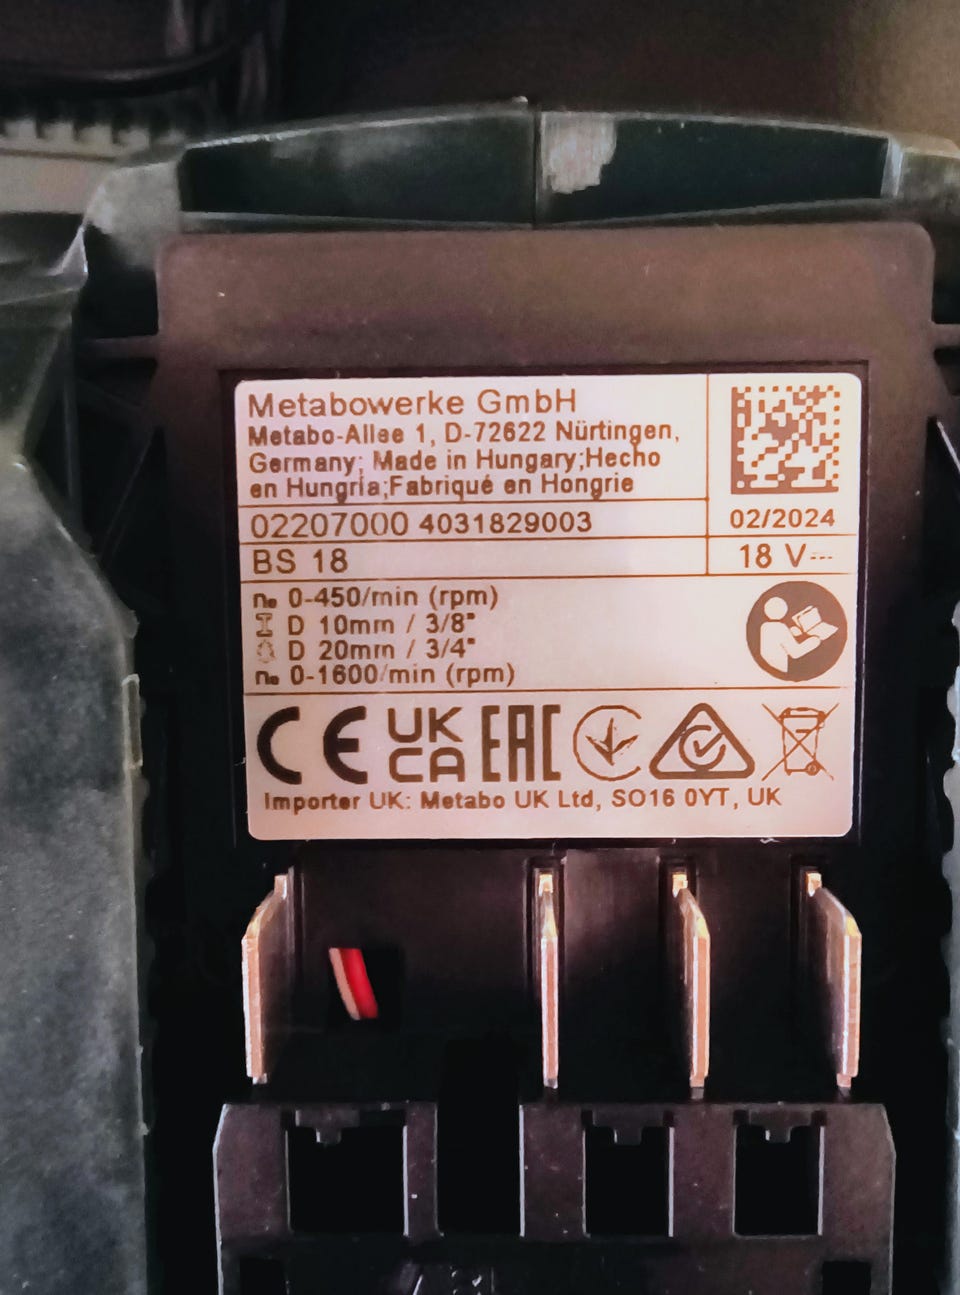 Metabowerke GmbH
Metabo-Allee 1, D-72622 Nürtingen,
Germany; Made in Hungary;Hecho
en Hungria;Fabriqué en Hongrie
02207000 4031829003
02/2024
BS 18
18 V
n₀ 0-450/min (rpm)
D 10mm / 3/8"
D 20mm / 3/4"
n₀ 0-1600/min (rpm)
CE UK CA EAC
Importer UK: Metabo UK Ltd, SO16 0YT, UK